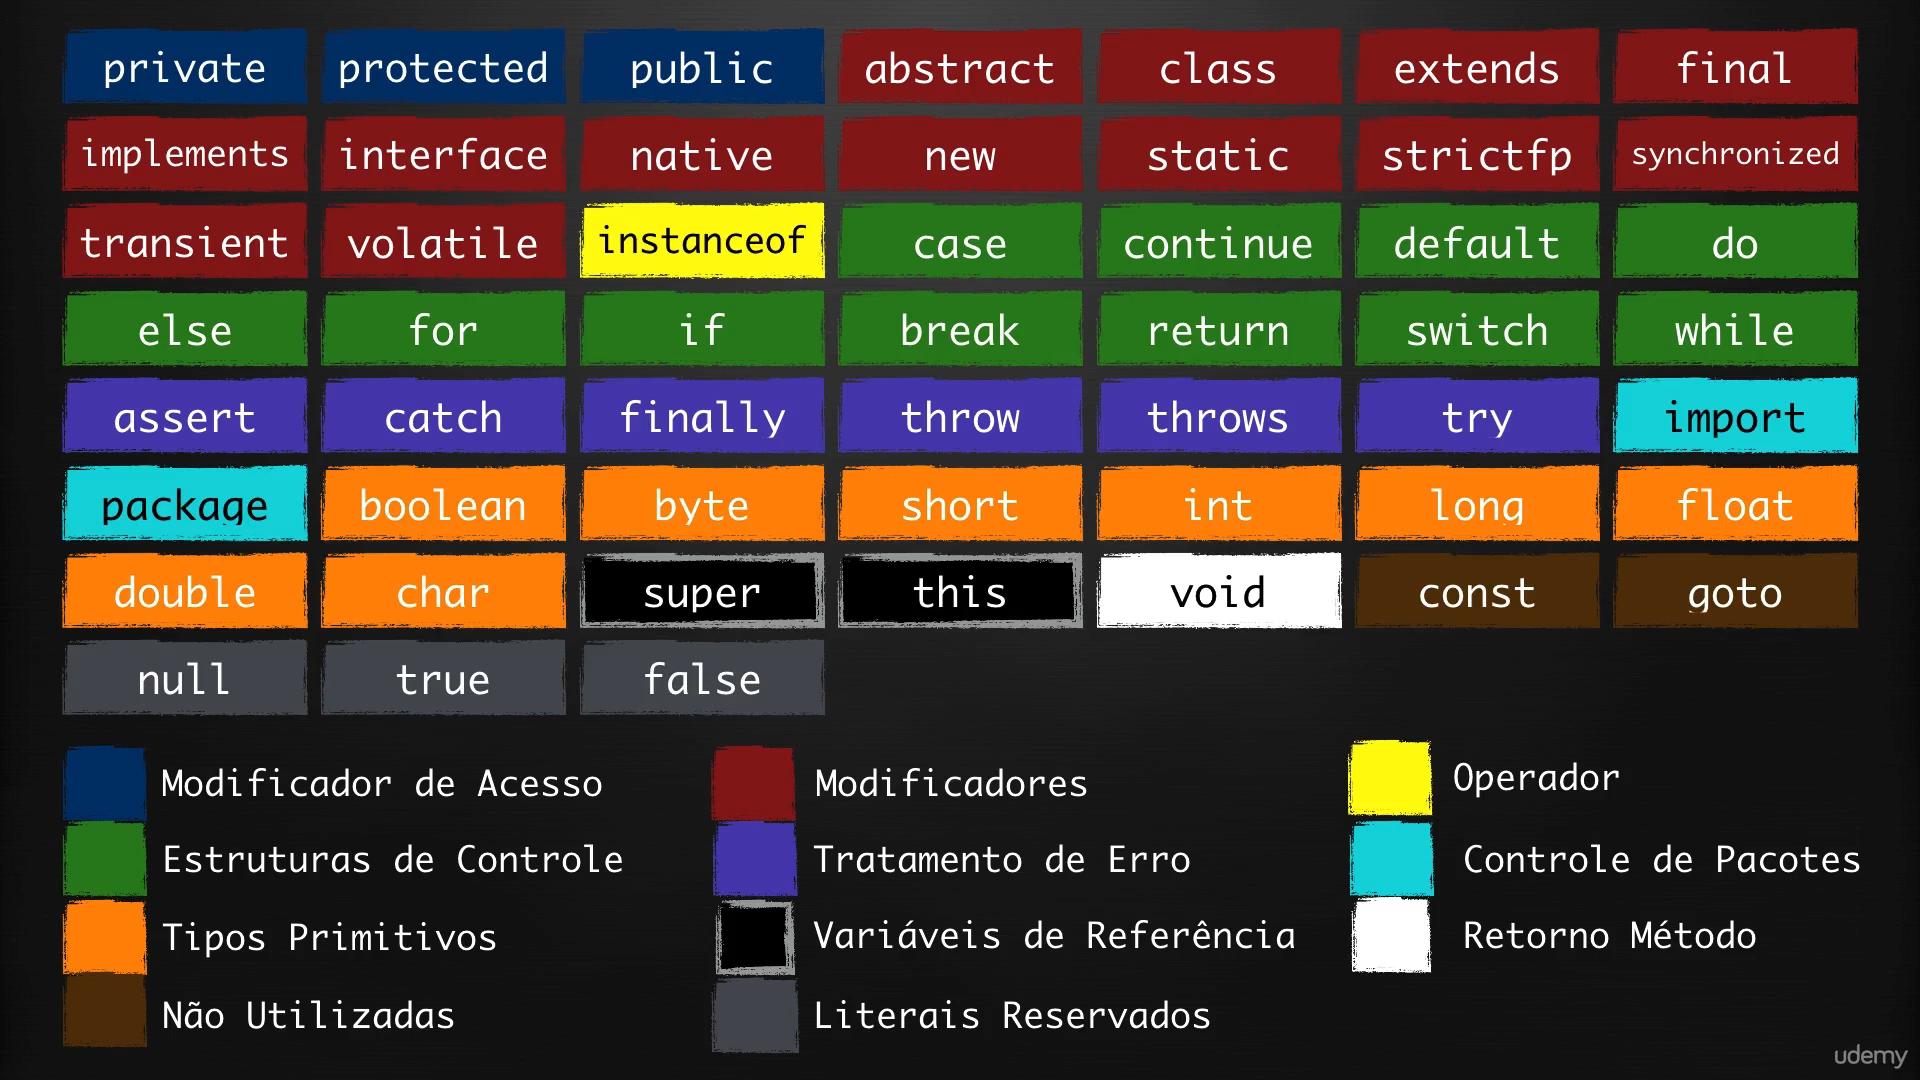 private protected public abstract class extends final
implements interface native new static strictfp synchronized
transient volatile instanceof case continue default do
else for if break return switch while
assert catch finally throw throws try import
package boolean byte short int long float
double char super this void const goto
null true false
Modificador de Acesso Modificadores Operador
Estruturas de Controle Tratamento de Erro Controle de Pacotes
Tipos Primitivos Variáveis de Referência Retorno Método
Não Utilizadas Literais Reservados
udemy